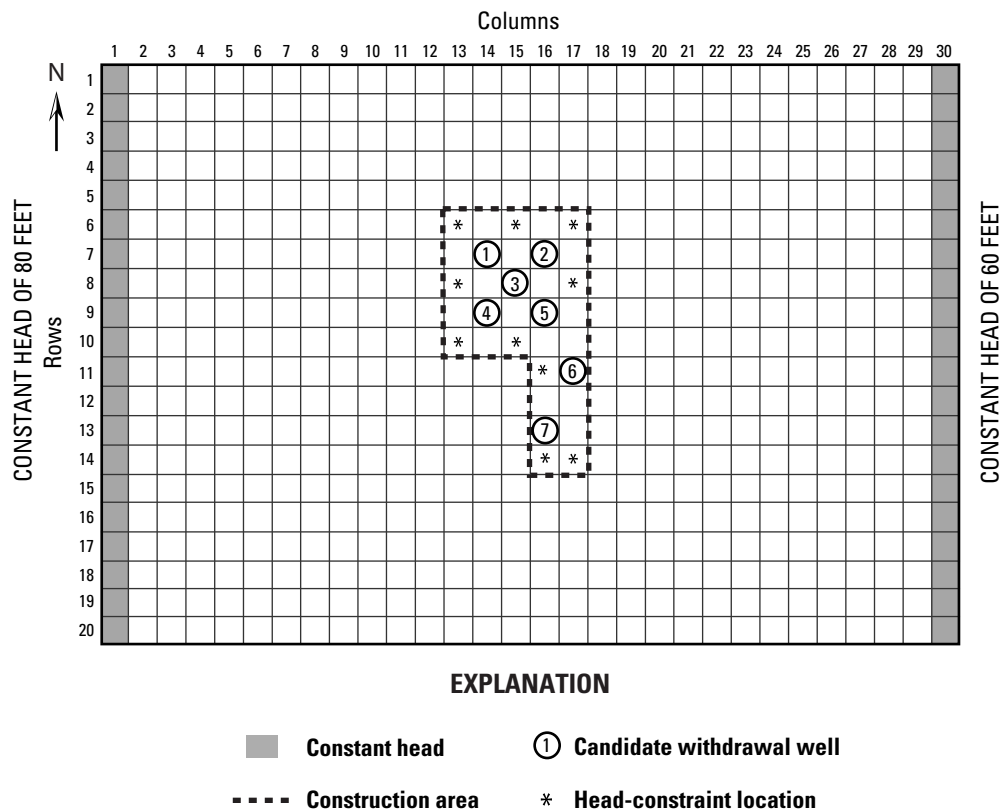 Columns
1 2 3 4 5 6 7 8 9 10 11 12 13 14 15 16 17 18 19 20 21 22 23 24 25 26 27 28 29 30
N
CONSTANT HEAD OF 80 FEET
Rows
1
2
3
4
5
6 * * *
7 1 2
8 * 3 *
9 4 5
10 * *
11 * 6
12
13 7
14 * *
15
16
17
18
19
20
CONSTANT HEAD OF 60 FEET
EXPLANATION
Constant head
1 Candidate withdrawal well
Construction area
* Head-constraint location